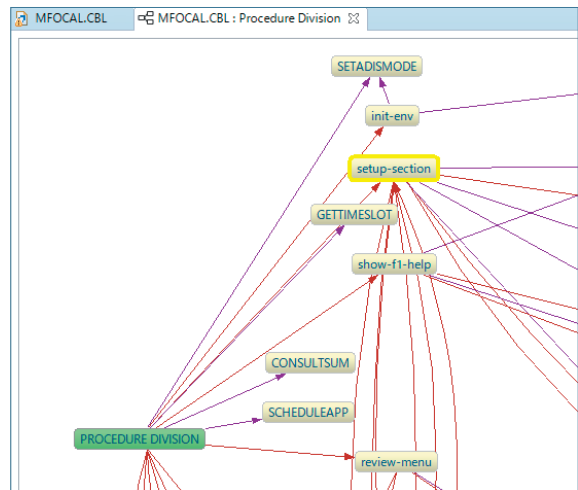 MFOCAL.CBL
MFOCAL.CBL : Procedure Division
SETADISMODE
init-env
setup-section
GETTIMESLOT
show-f1-help
CONSULTSUM
SCHEDULEAPP
PROCEDURE DIVISION
review-menu